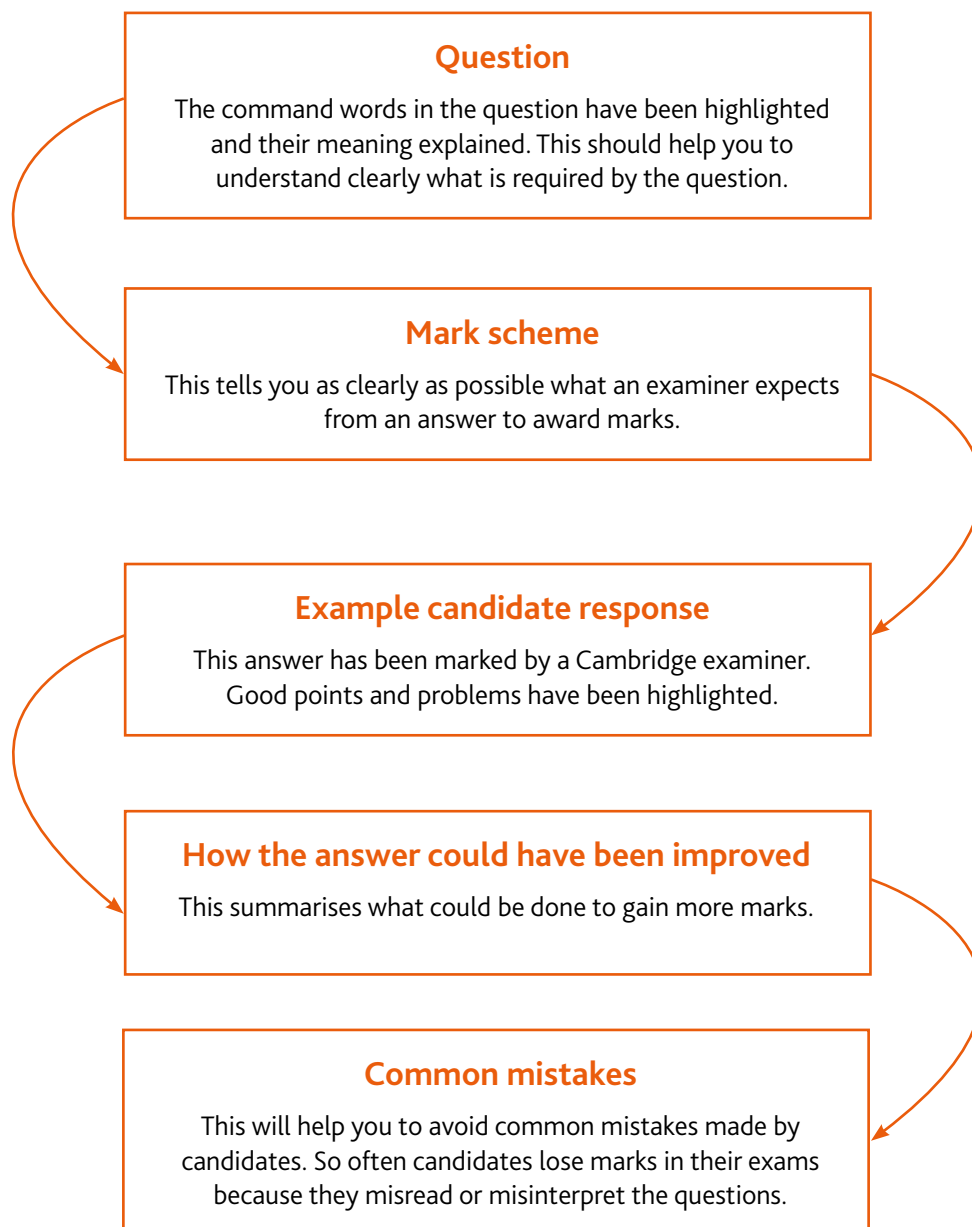 Question
The command words in the question have been highlighted
and their meaning explained. This should help you to
understand clearly what is required by the question.
Mark scheme
This tells you as clearly as possible what an examiner expects
from an answer to award marks.
Example candidate response
This answer has been marked by a Cambridge examiner.
Good points and problems have been highlighted.
How the answer could have been improved
This summarises what could be done to gain more marks.
Common mistakes
This will help you to avoid common mistakes made by
candidates. So often candidates lose marks in their exams
because they misread or misinterpret the questions.